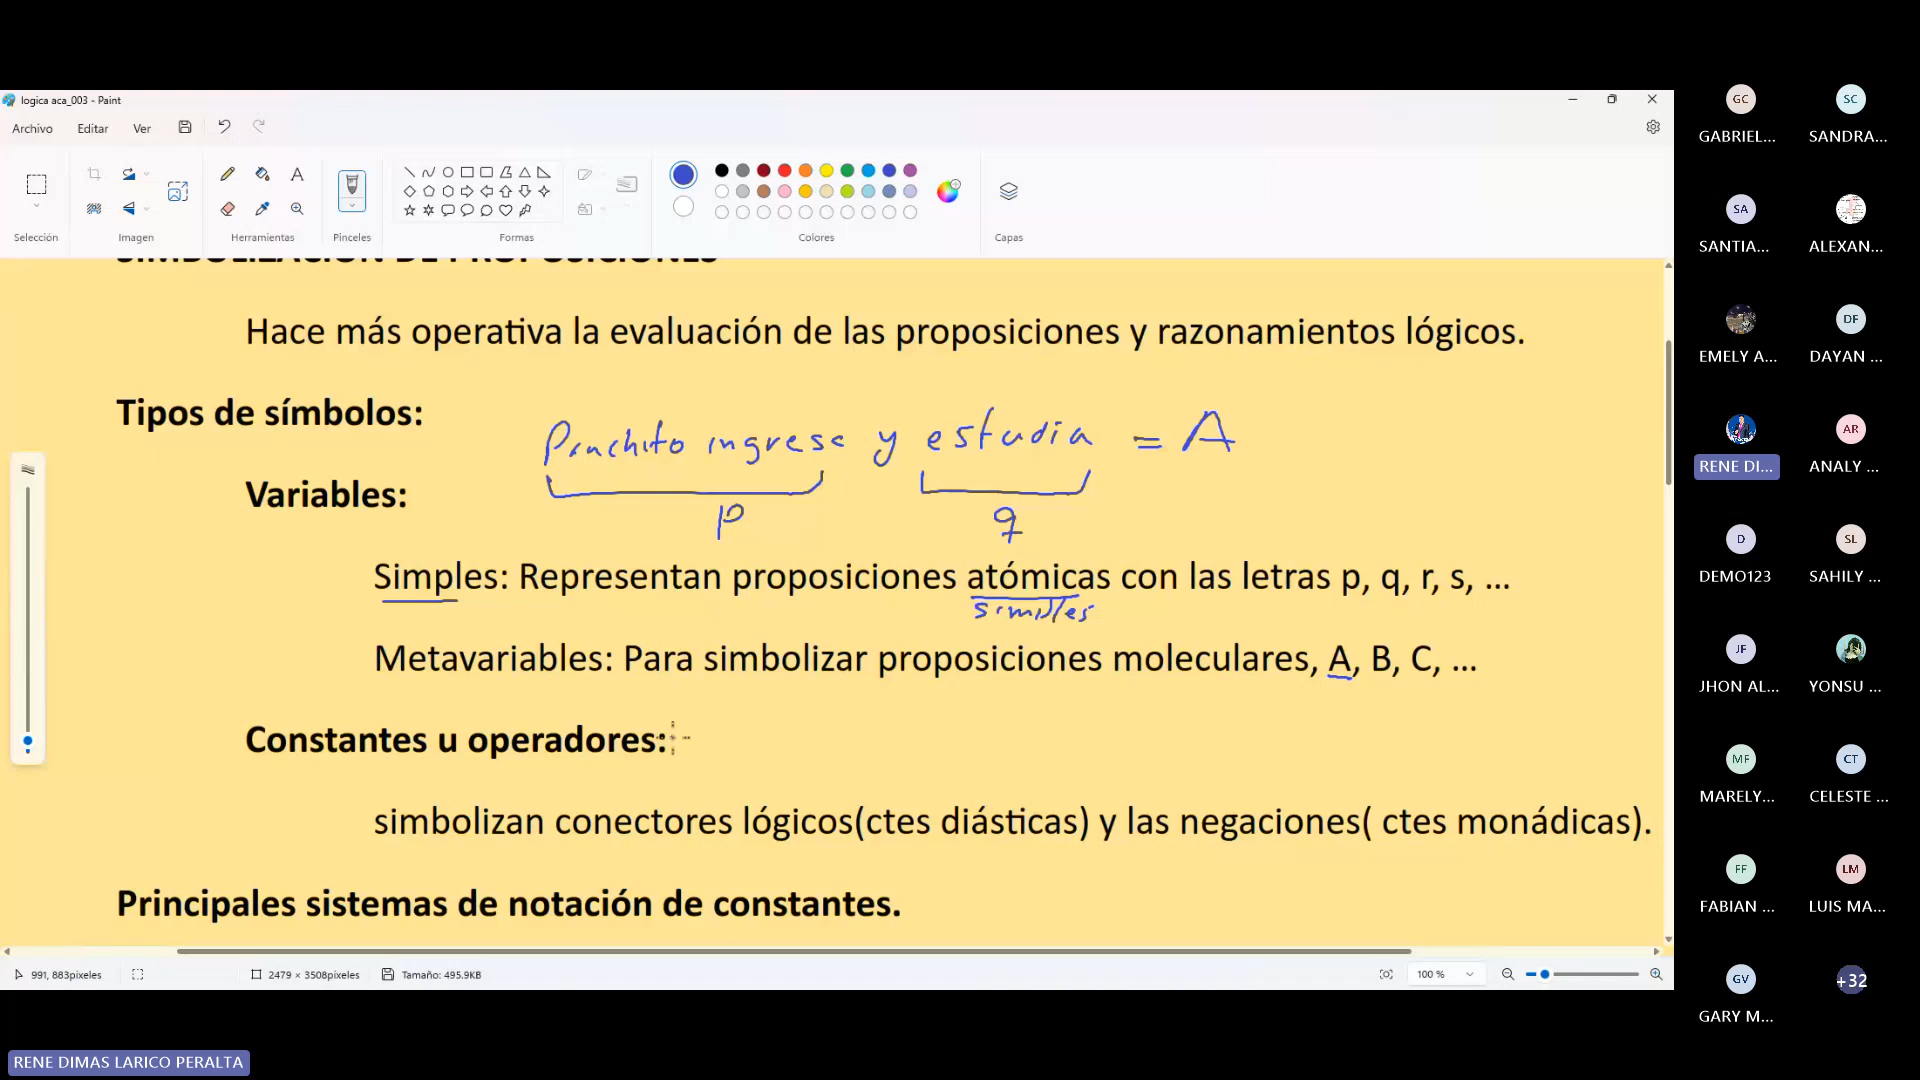 logica aca_003 - Paint
Archivo Editar Ver
Selección Imagen Herramientas Pinceles Formas Colores Capas
SIMBOLIZACIÓN DE PROPOSICIONES
Hace más operativa la evaluación de las proposiciones y razonamientos lógicos.
Tipos de símbolos:
Panchito ingresa y estudia = A
Variables:
p q
Simples: Representan proposiciones atómicas con las letras p, q, r, s, ...
simples
Metavariables: Para simbolizar proposiciones moleculares, A, B, C, ...
Constantes u operadores:
simbolizan conectores lógicos(ctes diásticas) y las negaciones( ctes monádicas).
Principales sistemas de notación de constantes.
991, 883píxeles 2479 × 3508píxeles Tamaño: 495.9KB 100 %
RENE DIMAS LARICO PERALTA
GC SC
GABRIEL... SANDRA...
SA
SANTIA... ALEXAN...
DF
EMELY A... DAYAN ...
AR
RENE DI... ANALY ...
D SL
DEMO123 SAHILY ...
JF
JHON AL... YONSU ...
MF CT
MARELY... CELESTE ...
FF LM
FABIAN ... LUIS MA...
GV +32
GARY M...